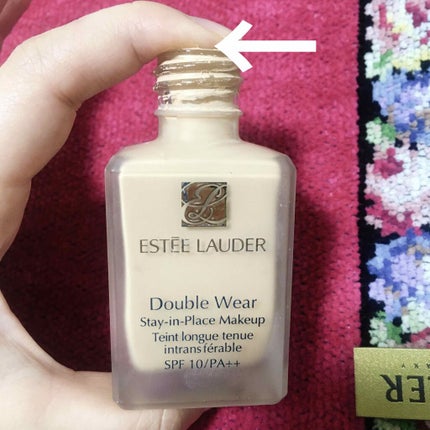 ESTĒE LAUDER
Double Wear
Stay-in-Place Makeup
Teint longue tenue
intransférable
SPF 10/PA++